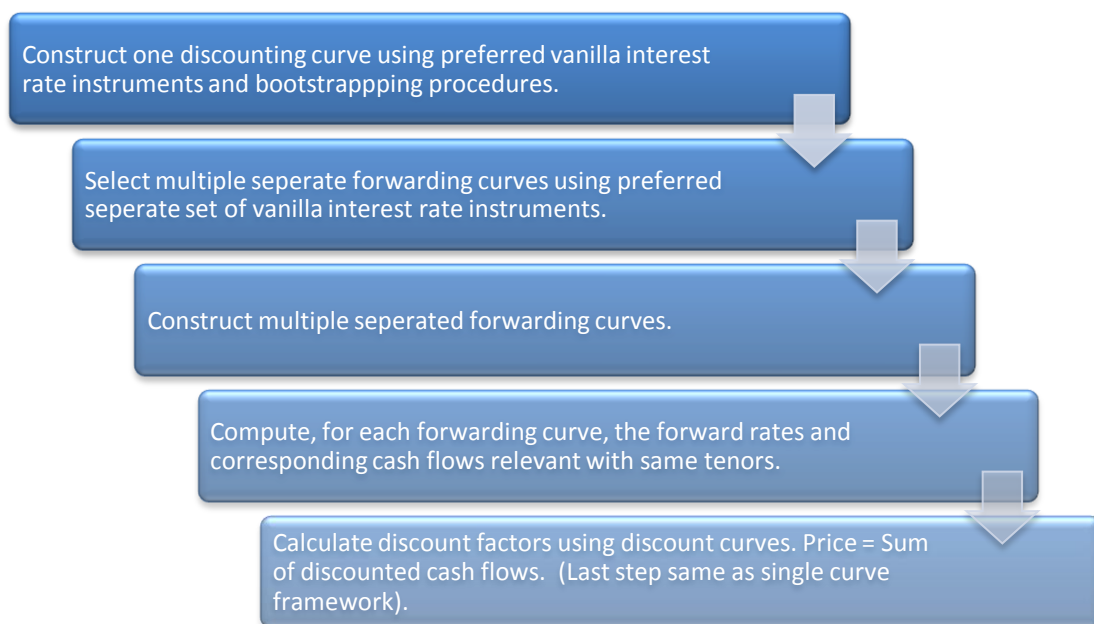 Construct one discounting curve using preferred vanilla interest
rate instruments and bootstrappping procedures.
Select multiple seperate forwarding curves using preferred
seperate set of vanilla interest rate instruments.
Construct multiple seperated forwarding curves.
Compute, for each forwarding curve, the forward rates and
corresponding cash flows relevant with same tenors.
Calculate discount factors using discount curves. Price = Sum
of discounted cash flows.  (Last step same as single curve
framework).